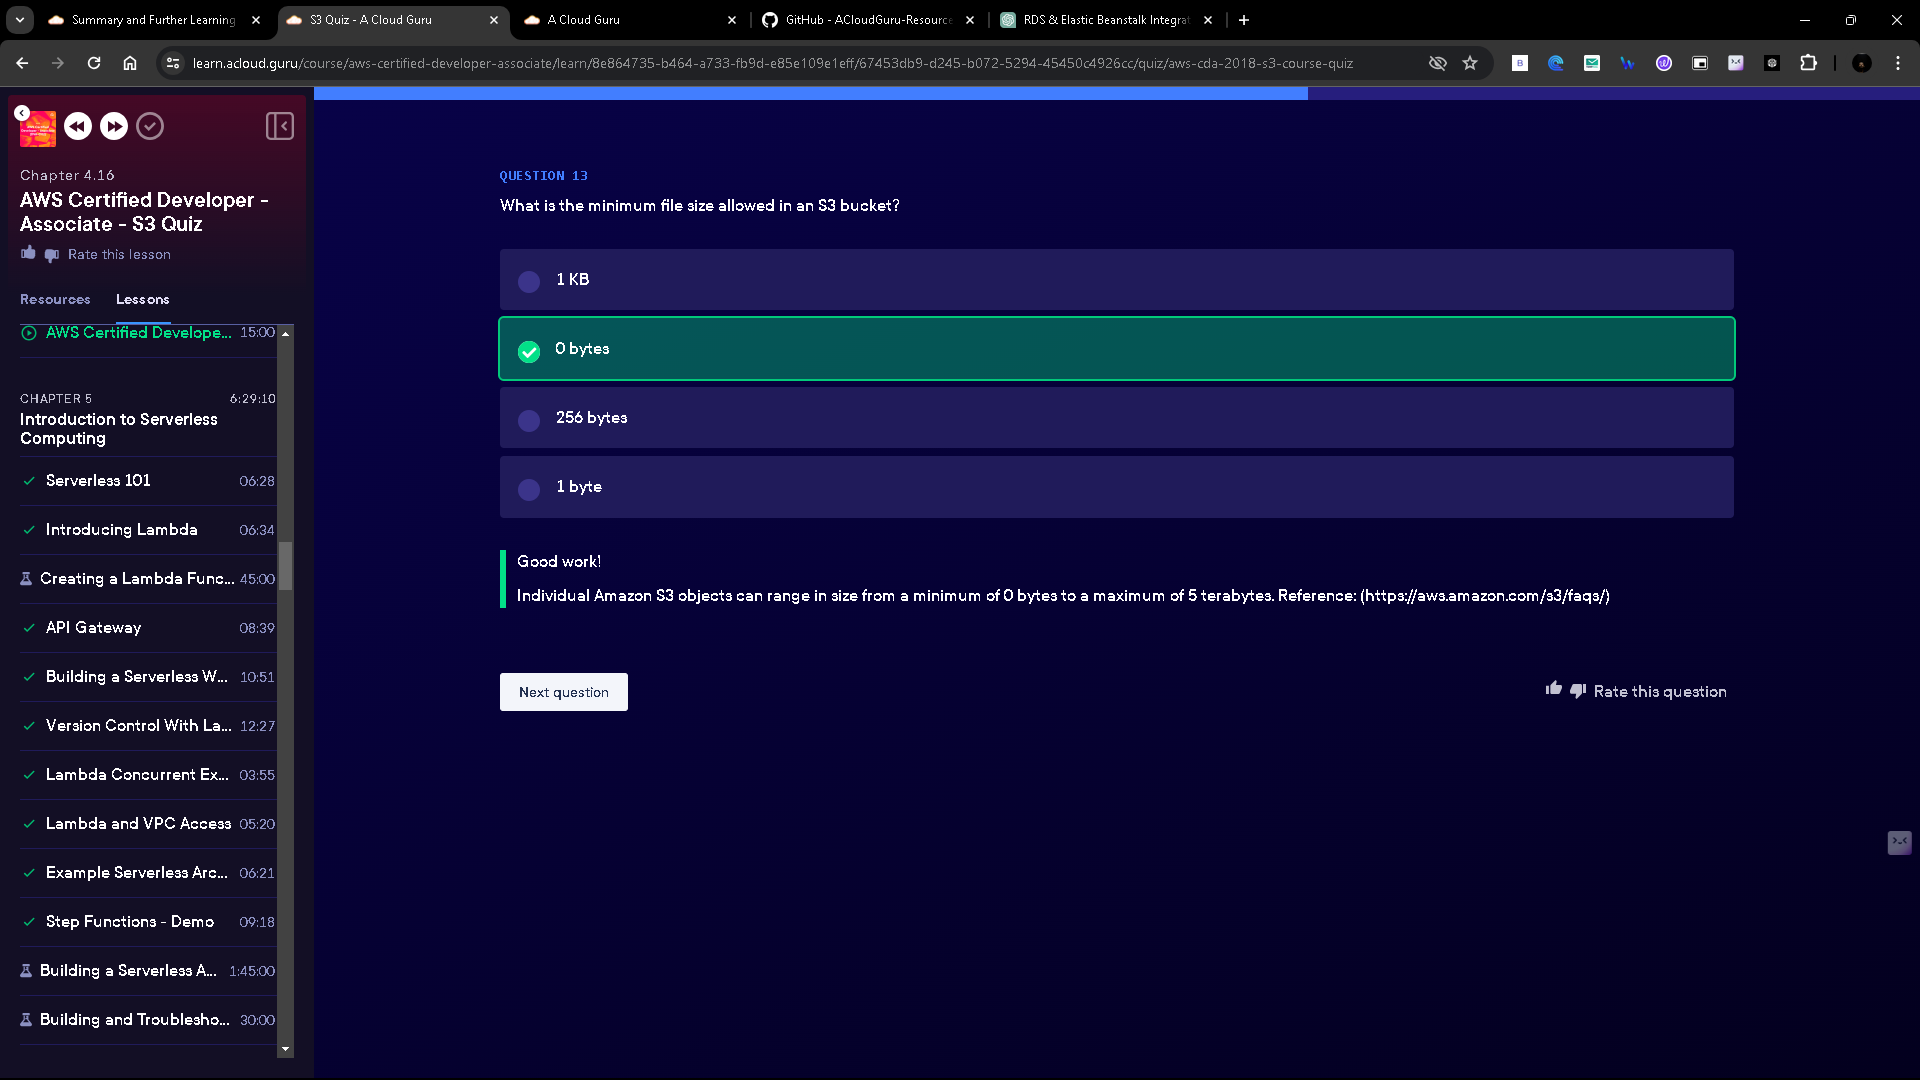 Summary and Further Learning
S3 Quiz - A Cloud Guru
A Cloud Guru
GitHub - ACloudGuru-Resource
RDS & Elastic Beanstalk Integrat
learn.acloud.guru/course/aws-certified-developer-associate/learn/8e864735-b464-a733-fb9d-e85e109e1eff/67453db9-d245-b072-5294-45450c4926cc/quiz/aws-cda-2018-s3-course-quiz
Chapter 4.16
AWS Certified Developer -
Associate - S3 Quiz
Rate this lesson
Resources
Lessons
AWS Certified Develope... 15:00
CHAPTER 5 6:29:10
Introduction to Serverless
Computing
Serverless 101 06:28
Introducing Lambda 06:34
Creating a Lambda Func... 45:00
API Gateway 08:39
Building a Serverless W... 10:51
Version Control With La... 12:27
Lambda Concurrent Ex... 03:55
Lambda and VPC Access 05:20
Example Serverless Arc... 06:21
Step Functions - Demo 09:18
Building a Serverless A... 1:45:00
Building and Troublesho... 30:00
QUESTION 13
What is the minimum file size allowed in an S3 bucket?
1 KB
0 bytes
256 bytes
1 byte
Good work!
Individual Amazon S3 objects can range in size from a minimum of 0 bytes to a maximum of 5 terabytes. Reference: (https://aws.amazon.com/s3/faqs/)
Next question
Rate this question